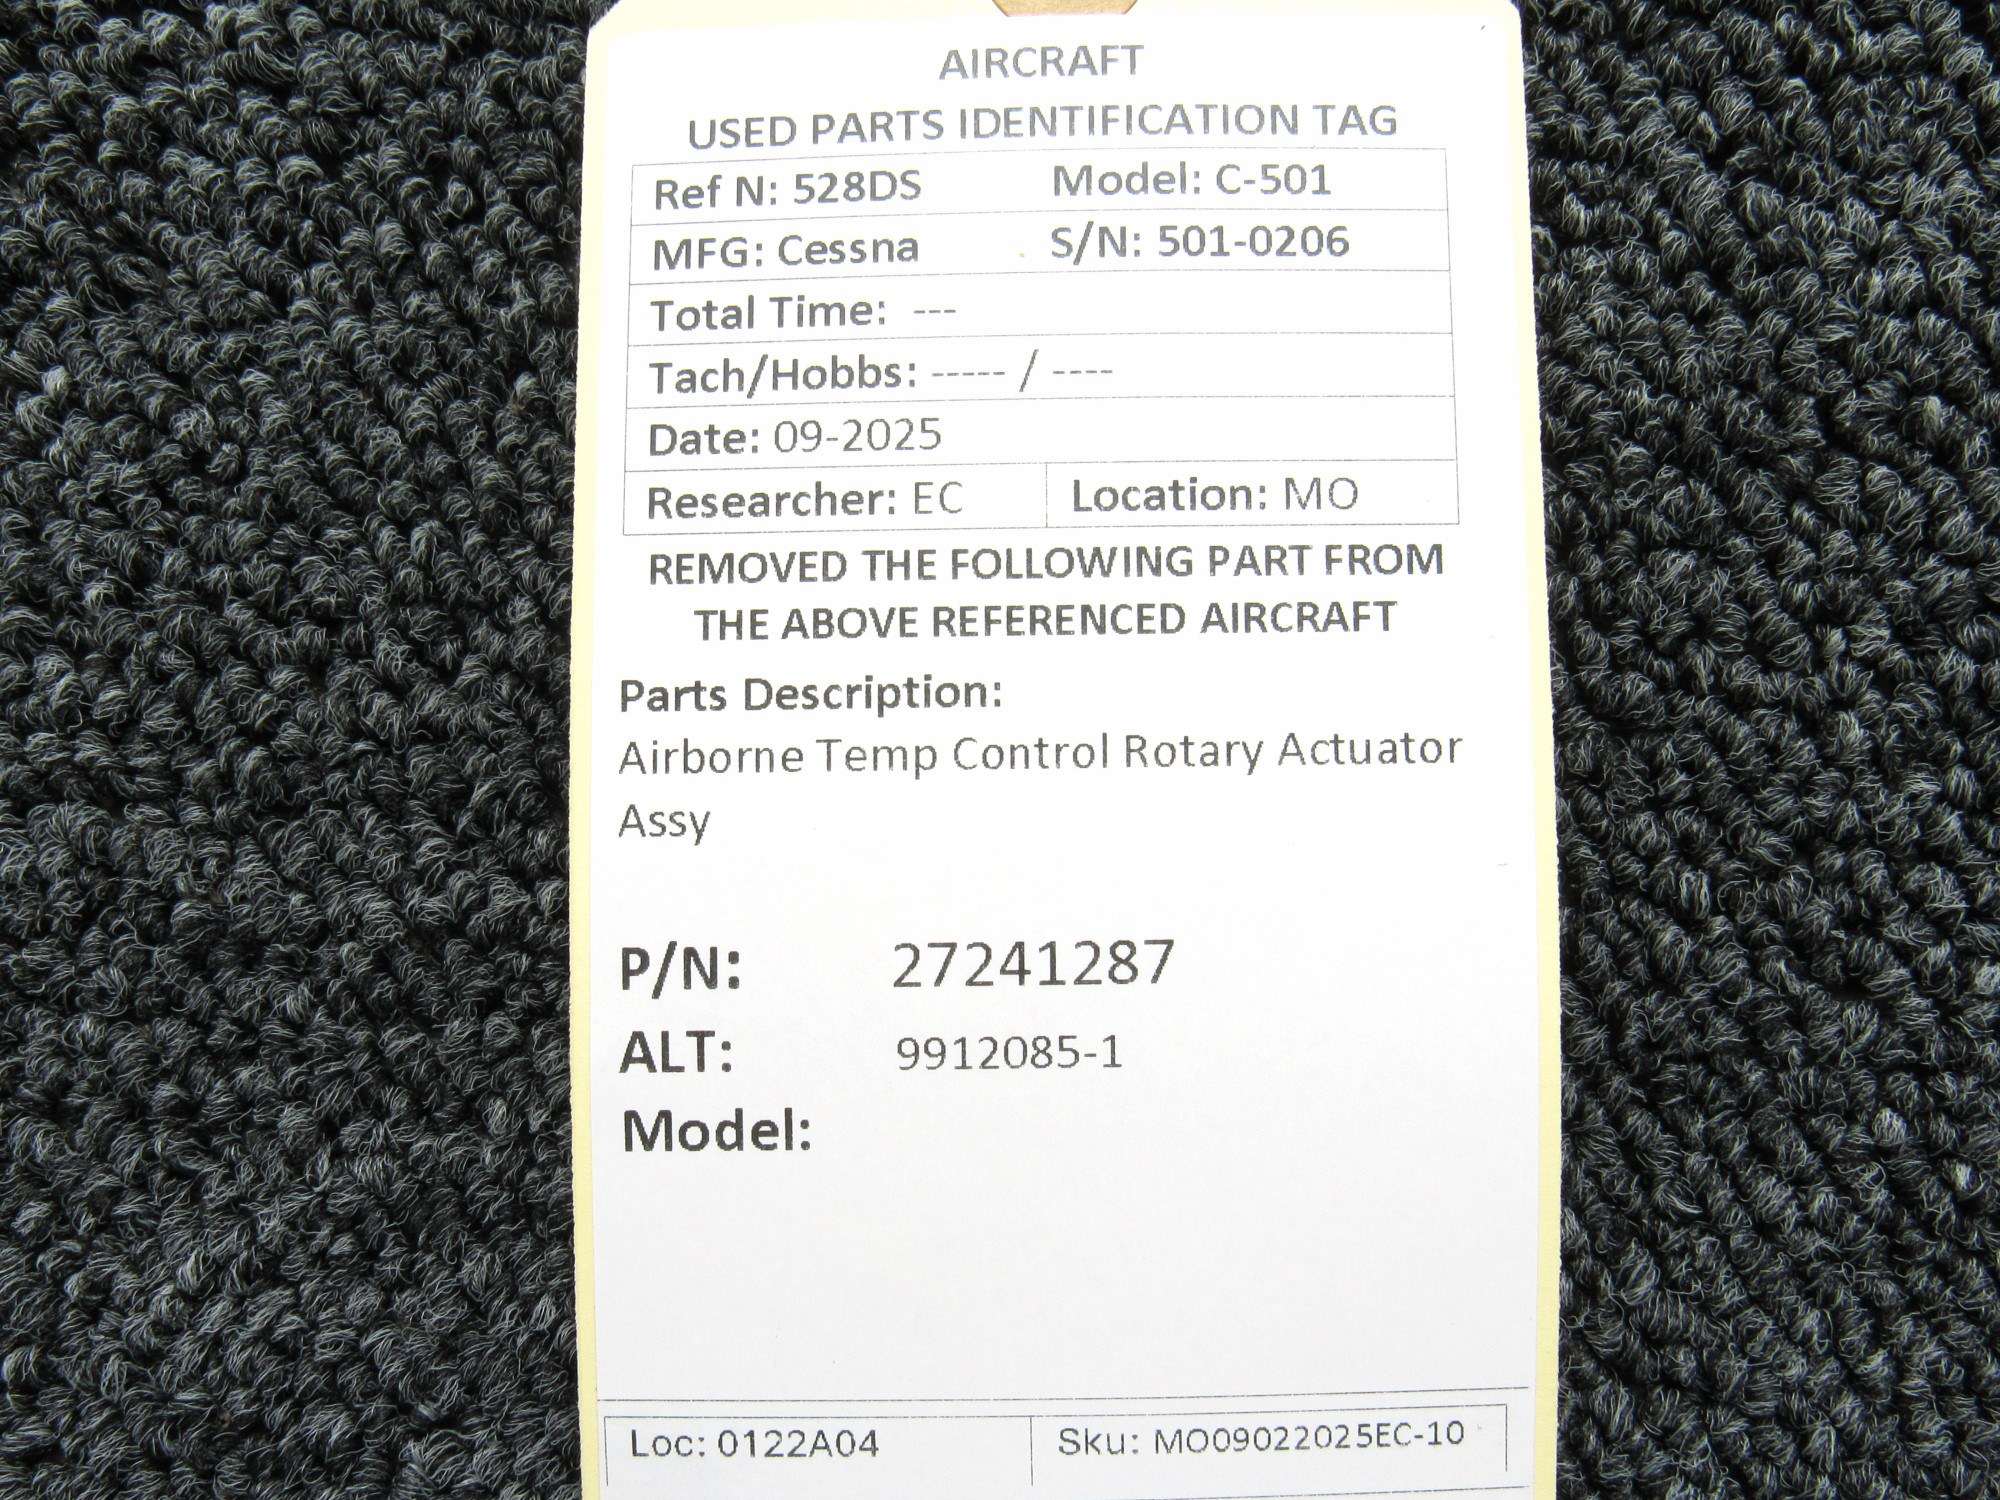 AIRCRAFT
USED PARTS IDENTIFICATION TAG
Ref N: 528DS Model: C-501
MFG: Cessna S/N: 501-0206
Total Time: ---
Tach/Hobbs: ----- / ----
Date: 09-2025
Researcher: EC Location: MO
REMOVED THE FOLLOWING PART FROM
THE ABOVE REFERENCED AIRCRAFT
Parts Description:
Airborne Temp Control Rotary Actuator
Assy
P/N: 27241287
ALT: 9912085-1
Model:
Loc: 0122A04 Sku: MO09022025EC-10